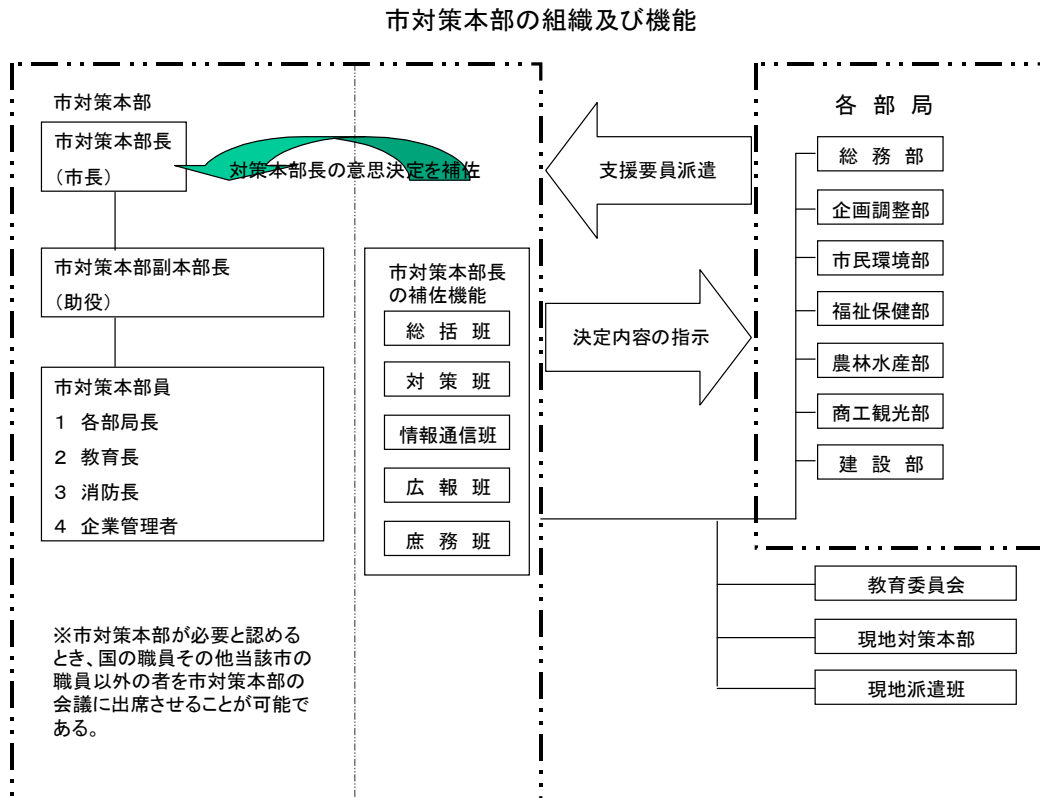 市対策本部の組織及び機能
市対策本部
市対策本部長
（市長）
対策本部長の意思決定を補佐
市対策本部副本部長
（助役）
市対策本部員
１ 各部局長
２ 教育長
３ 消防長
４ 企業管理者
※市対策本部が必要と認める
とき、国の職員その他当該市の
職員以外の者を市対策本部の
会議に出席させることが可能で
ある。
市対策本部長
の補佐機能
総 括 班
対 策 班
情報通信班
広 報 班
庶 務 班
支援要員派遣
決定内容の指示
各 部 局
総 務 部
企画調整部
市民環境部
福祉保健部
農林水産部
商工観光部
建 設 部
教育委員会
現地対策本部
現地派遣班